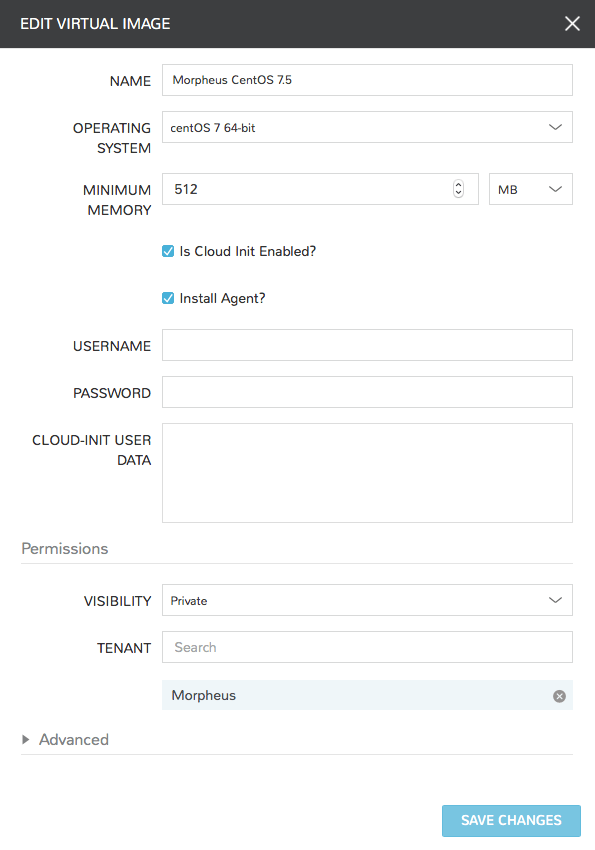 EDIT VIRTUAL IMAGE
NAME
Morpheus CentOS 7.5
OPERATING
SYSTEM
centOS 7 64-bit
MINIMUM
MEMORY
512
MB
Is Cloud Init Enabled?
Install Agent?
USERNAME
PASSWORD
CLOUD-INIT USER
DATA
Permissions
VISIBILITY
Private
TENANT
Search
Morpheus
Advanced
SAVE CHANGES